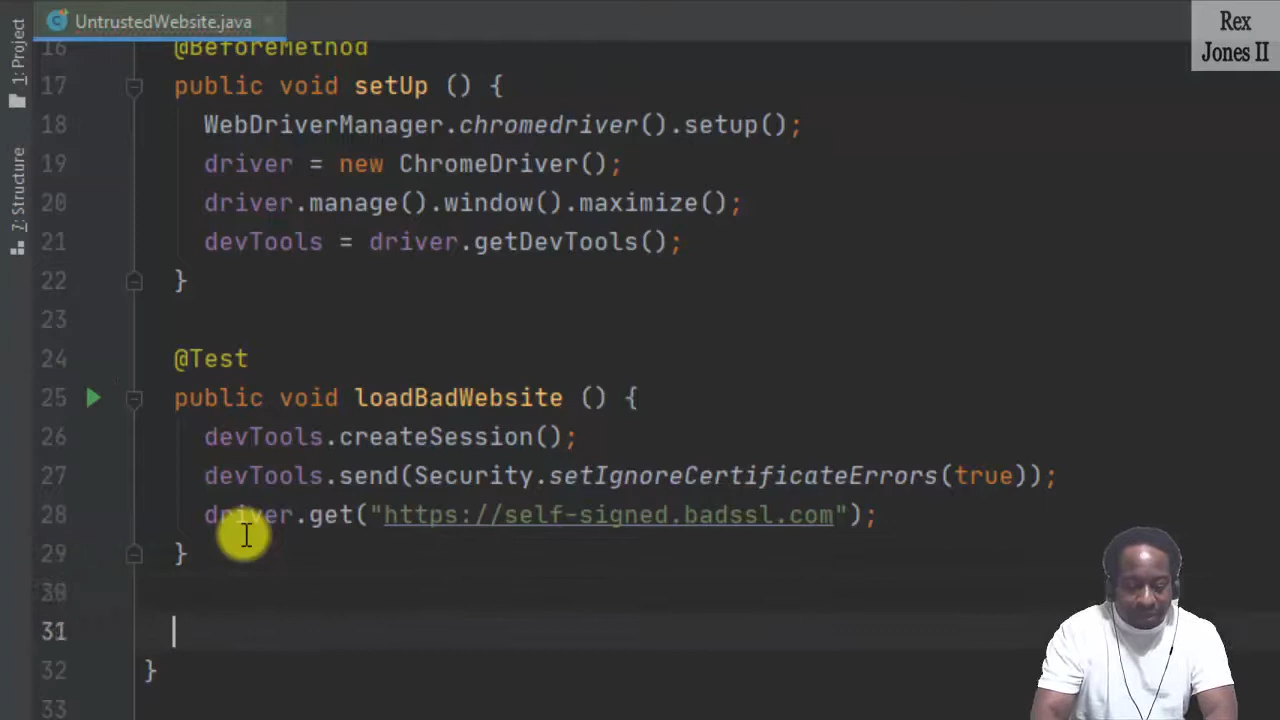 UntrustedWebsite.java
Rex
Jones II
1: Project
7: Structure
16 @BeforeMethod
17 public void setUp () {
18 WebDriverManager.chromedriver().setup();
19 driver = new ChromeDriver();
20 driver.manage().window().maximize();
21 devTools = driver.getDevTools();
22 }
23
24 @Test
25 public void loadBadWebsite () {
26 devTools.createSession();
27 devTools.send(Security.setIgnoreCertificateErrors(true));
28 driver.get("https://self-signed.badssl.com");
29 }
30
31
32 }
33